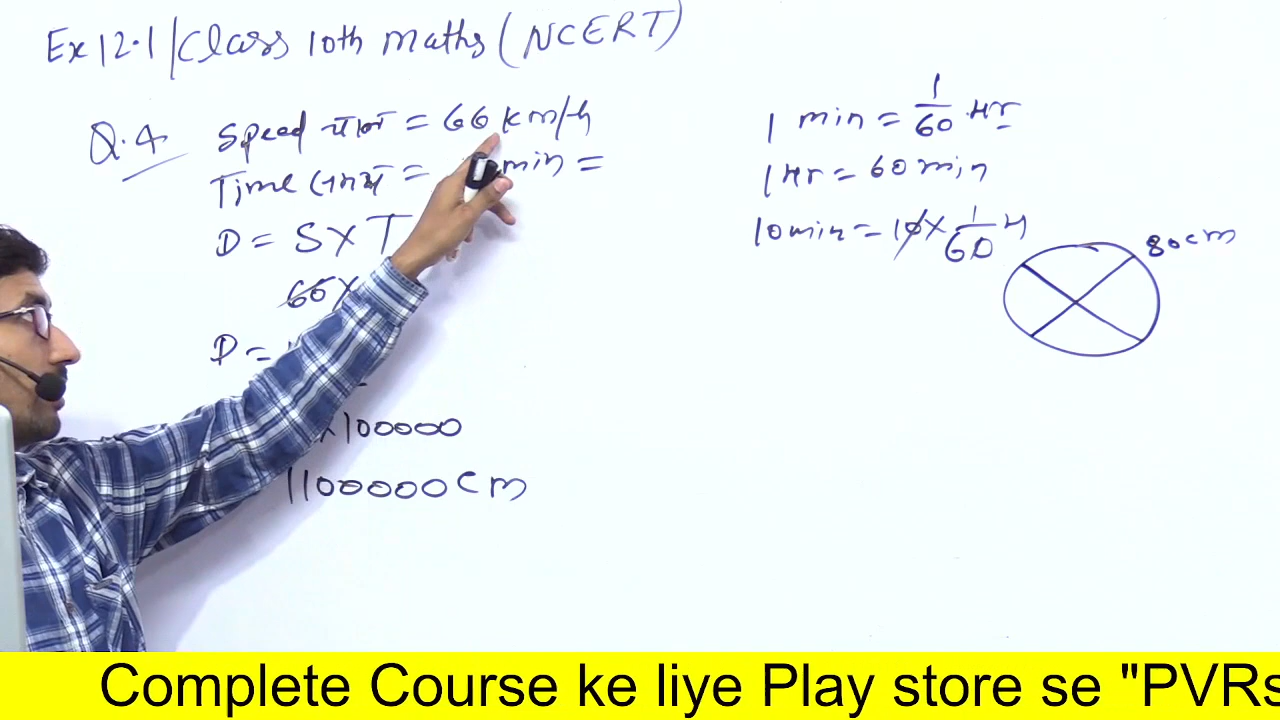 Ex 12.1 | Class 10th maths (NCERT)
Q.4 Speed चाल = 66 km/h
Time समय = min =
D = S X T
66 X
D =
X 100000
1100000 cm
1 min = 1/60 Hr
1 Hr = 60 min
10 min = 10 X 1/60 H
80 cm
Complete Course ke liye Play store se "PVRs